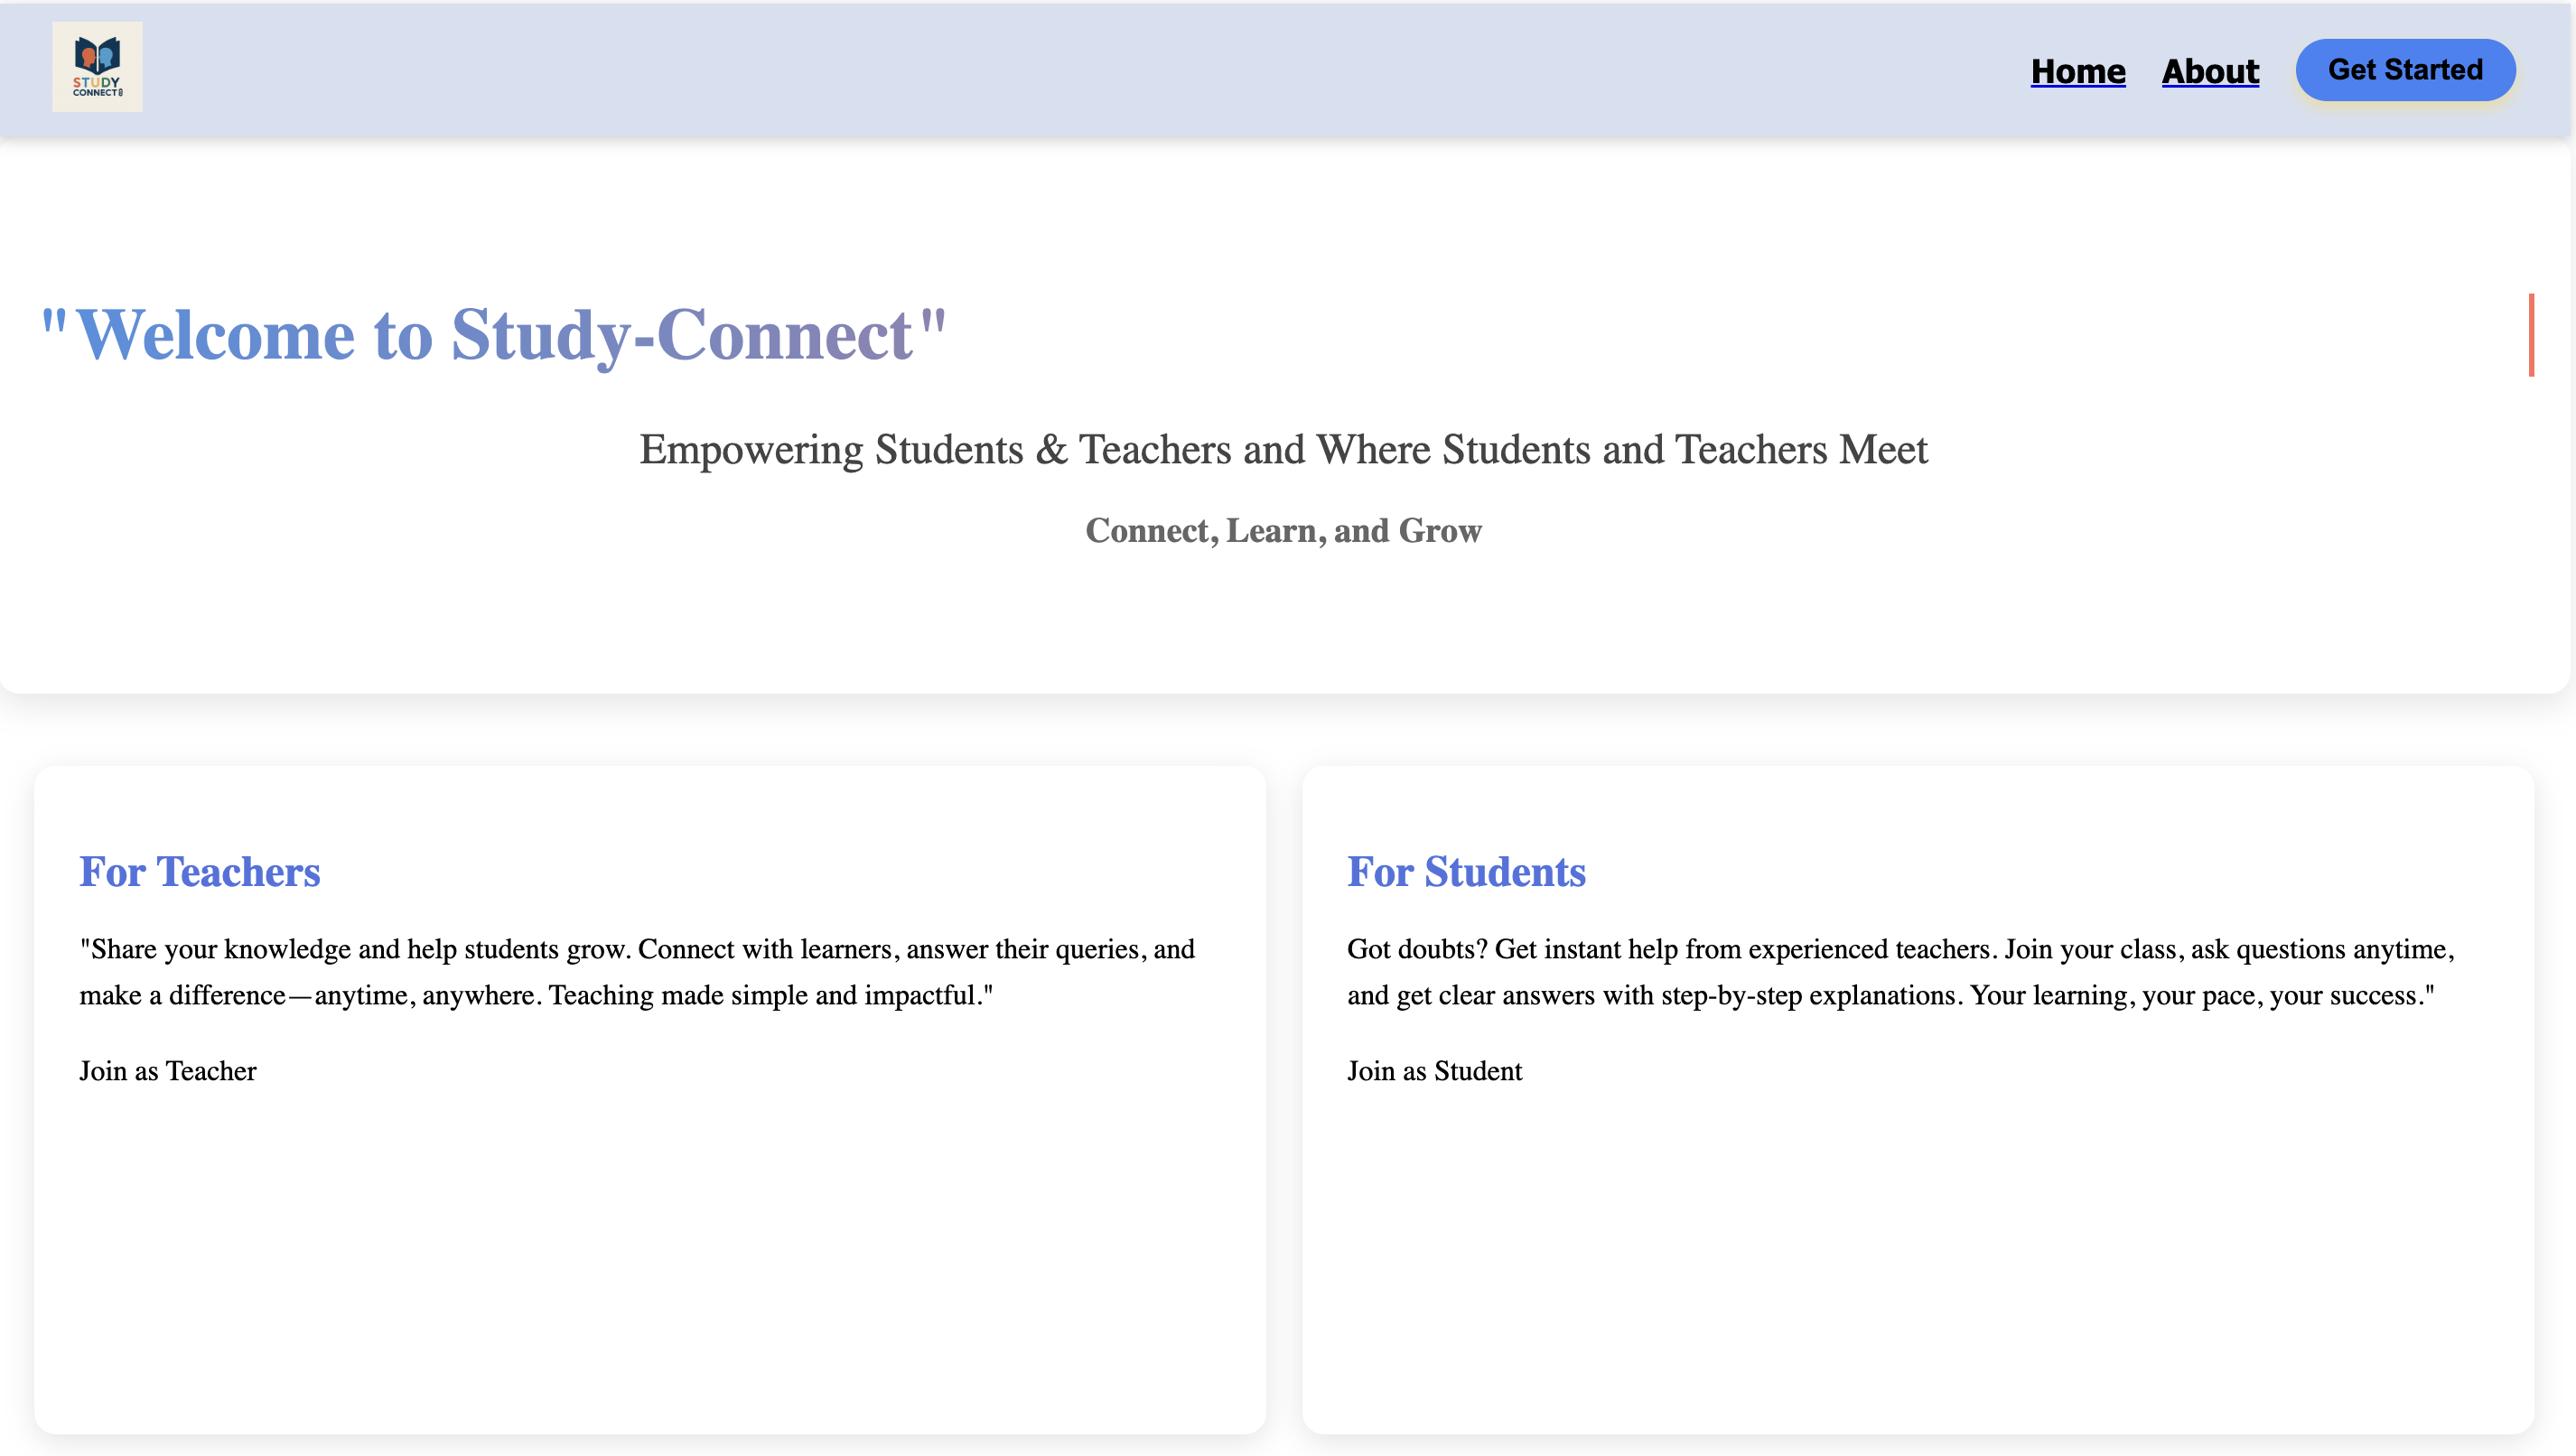 STUDY
CONNECT
Home About Get Started
"Welcome to Study-Connect"
Empowering Students & Teachers and Where Students and Teachers Meet
Connect, Learn, and Grow
For Teachers
"Share your knowledge and help students grow. Connect with learners, answer their queries, and
make a difference—anytime, anywhere. Teaching made simple and impactful."
Join as Teacher
For Students
Got doubts? Get instant help from experienced teachers. Join your class, ask questions anytime,
and get clear answers with step-by-step explanations. Your learning, your pace, your success."
Join as Student